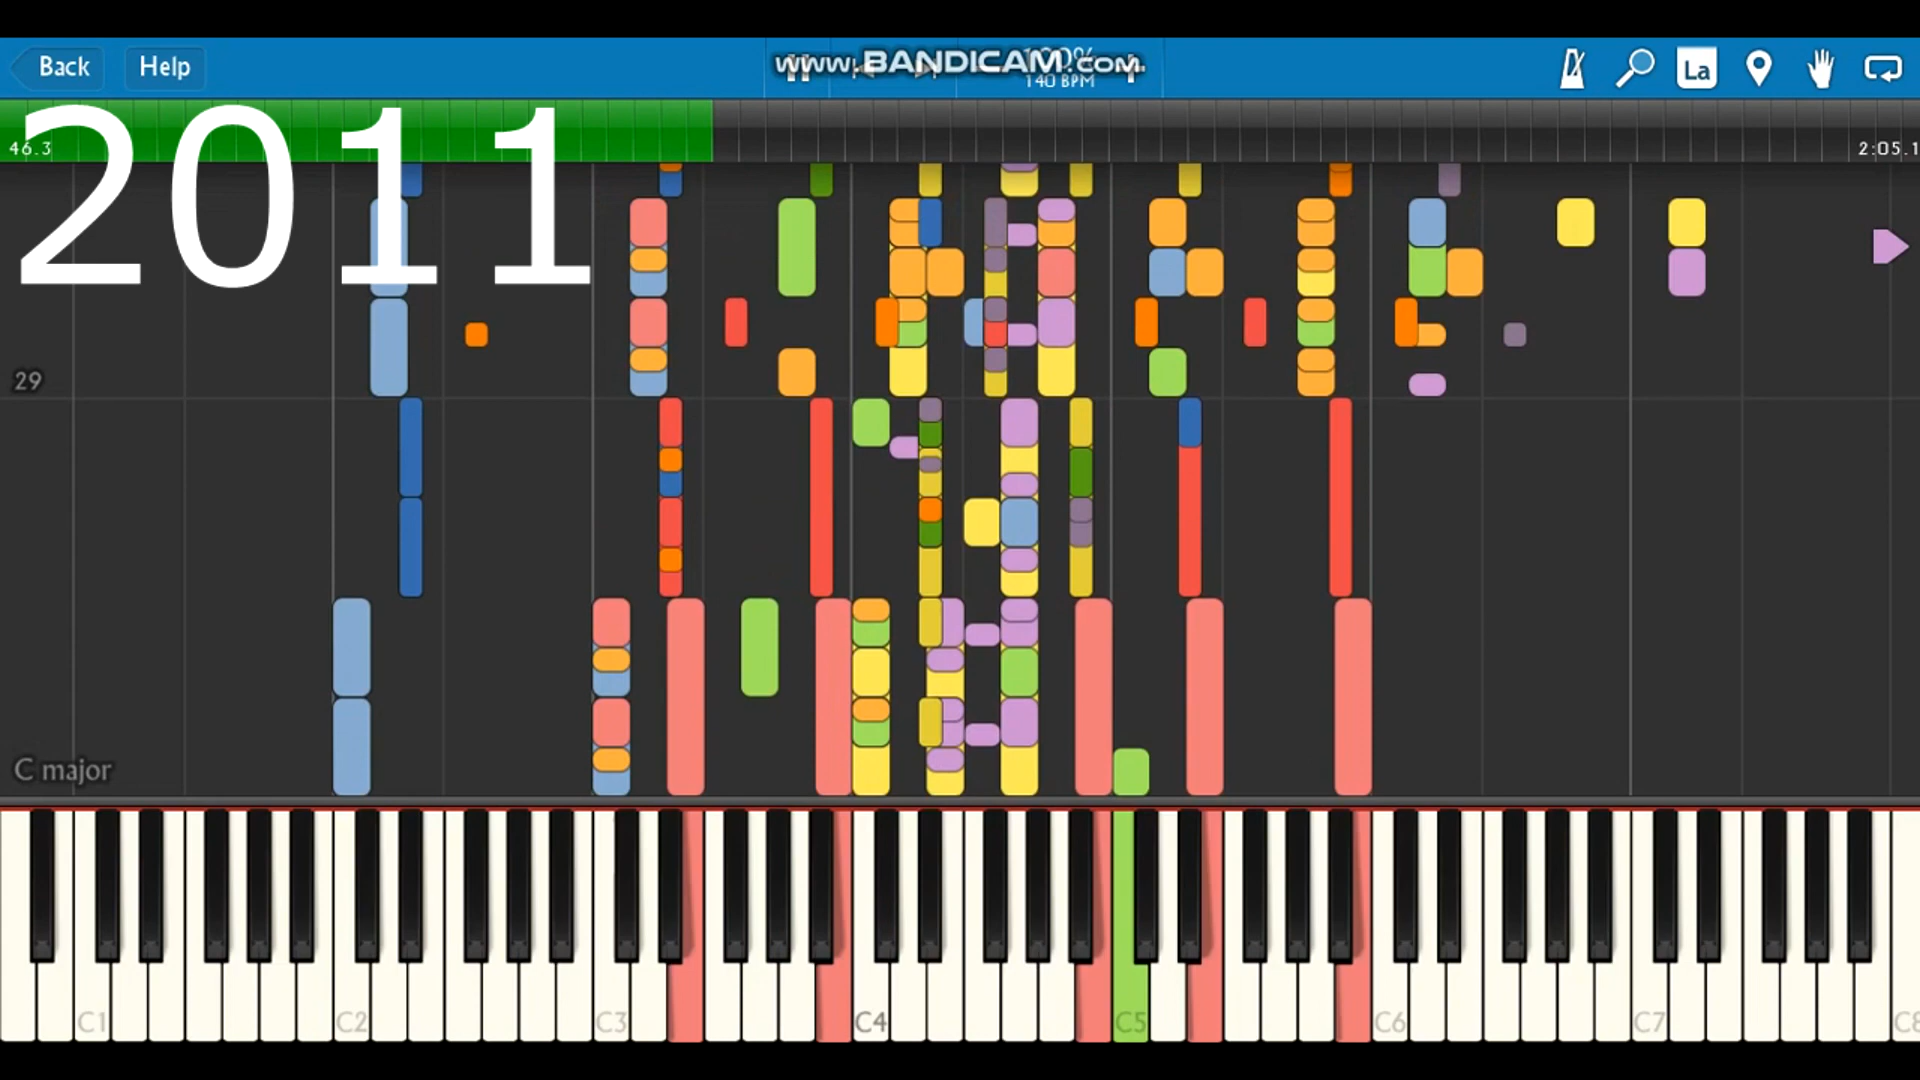 Back Help www.BANDICAM.com La
140 BPM
2011
46.3 2:05.1
29
C major
C1 C2 C3 C4 C5 C6 C7 C8